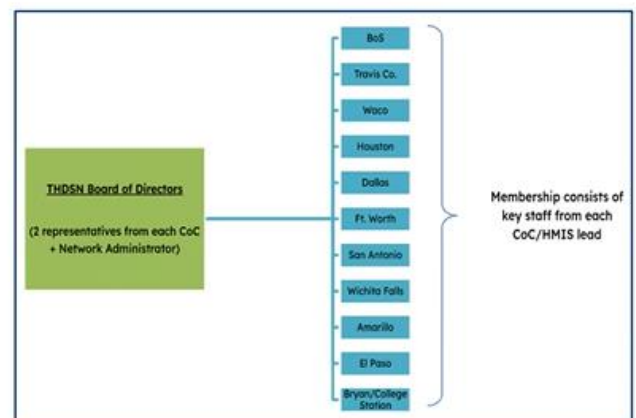 THDSN Board of Directors
(2 representatives from each CoC
+ Network Administrator)
BoS
Travis Co.
Waco
Houston
Dallas
Ft. Worth
San Antonio
Wichita Falls
Amarillo
El Paso
Bryan/College
Station
Membership consists of
key staff from each
CoC/HMIS lead